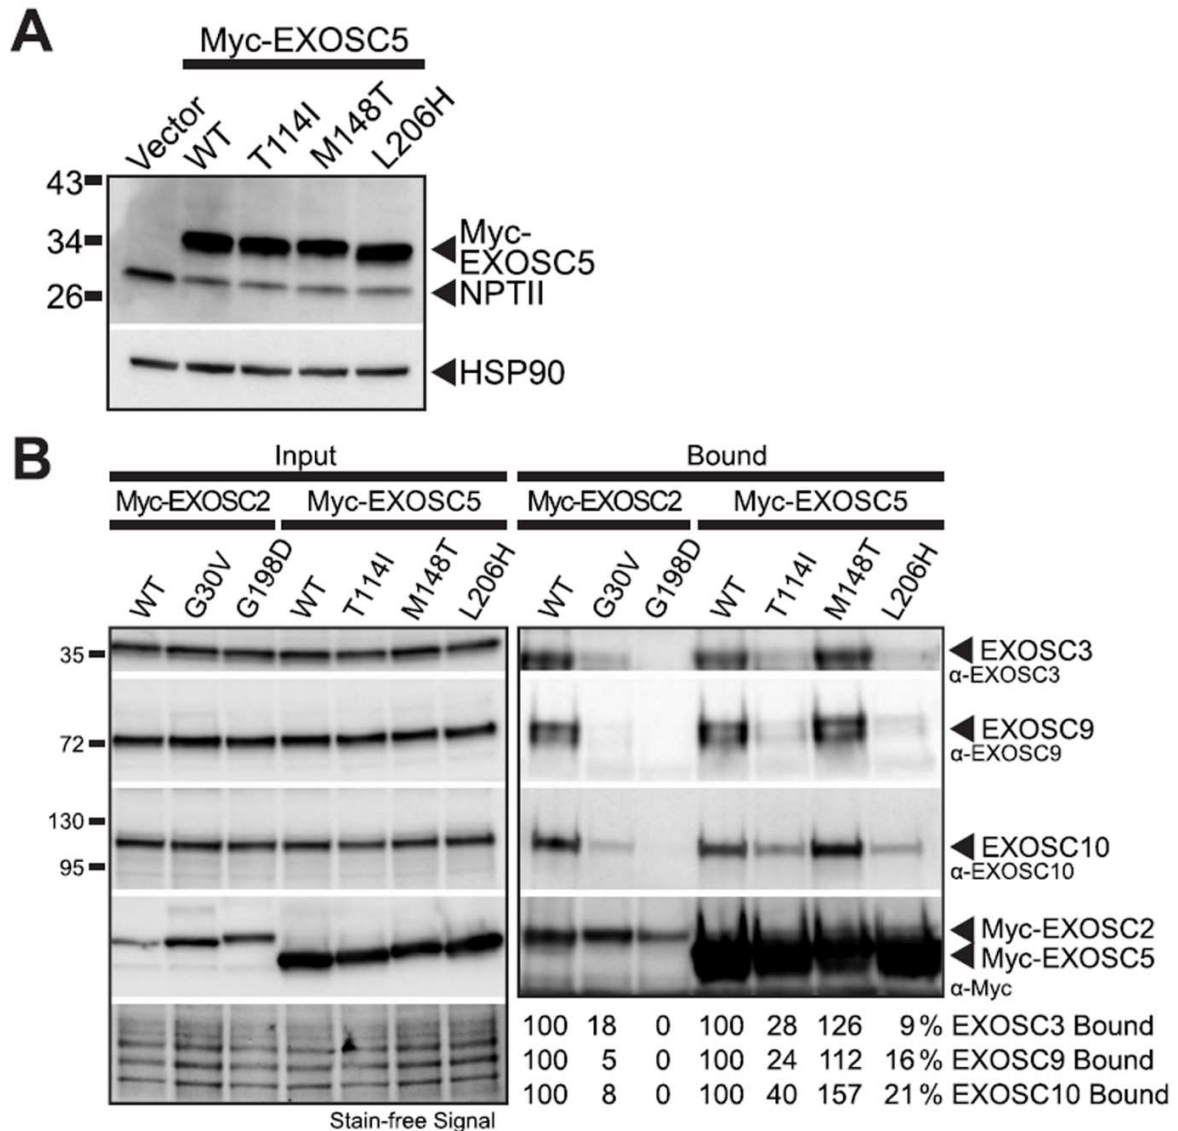 A
Myc-EXOSC5
Vector WT T114I M148T L206H
43
34
26
Myc-
EXOSC5
NPTII
HSP90
B
Input Bound
Myc-EXOSC2 Myc-EXOSC5 Myc-EXOSC2 Myc-EXOSC5
WT G30V G198D WT T114I M148T L206H WT G30V G198D WT T114I M148T L206H
35
EXOSC3
α-EXOSC3
72
EXOSC9
α-EXOSC9
130
95
EXOSC10
α-EXOSC10
Myc-EXOSC2
Myc-EXOSC5
α-Myc
100 18 0 100 28 126 9% EXOSC3 Bound
100 5 0 100 24 112 16% EXOSC9 Bound
100 8 0 100 40 157 21% EXOSC10 Bound
Stain-free Signal